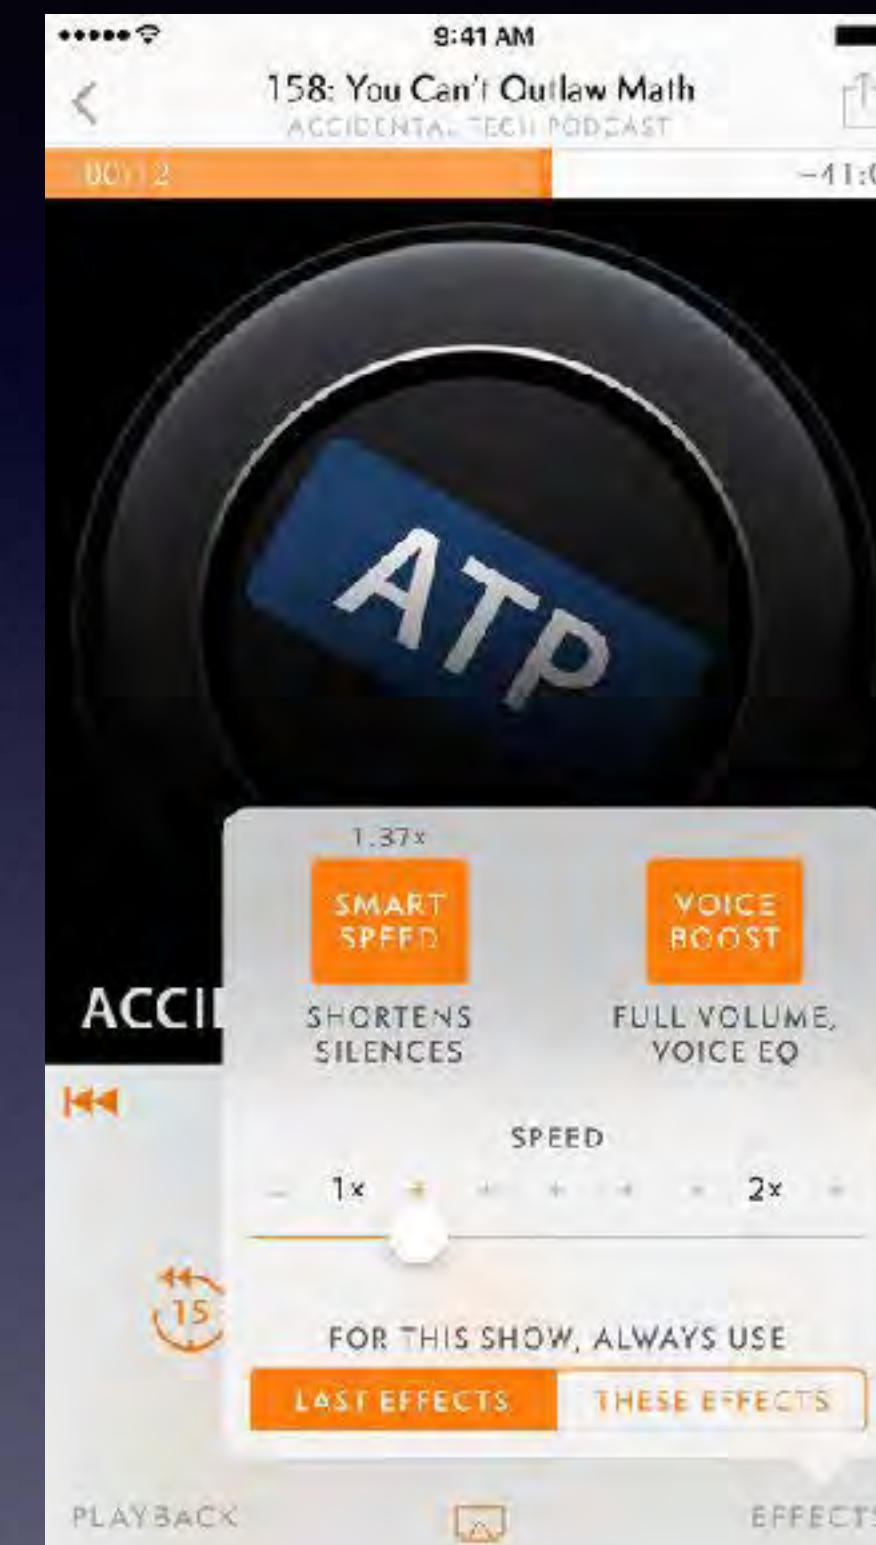 9:41 AM
158: You Can't Outlaw Math
ACCIDENTAL TECH PODCAST
ATP
1.37x
SMART
SPEED
VOICE
BOOST
ACCI
SHORTENS
SILENCES
FULL VOLUME,
VOICE EQ
SPEED
1x
2x
15
FOR THIS SHOW, ALWAYS USE
LAST EFFECTS
THESE EFFECTS
PLAYBACK
EFFECTS